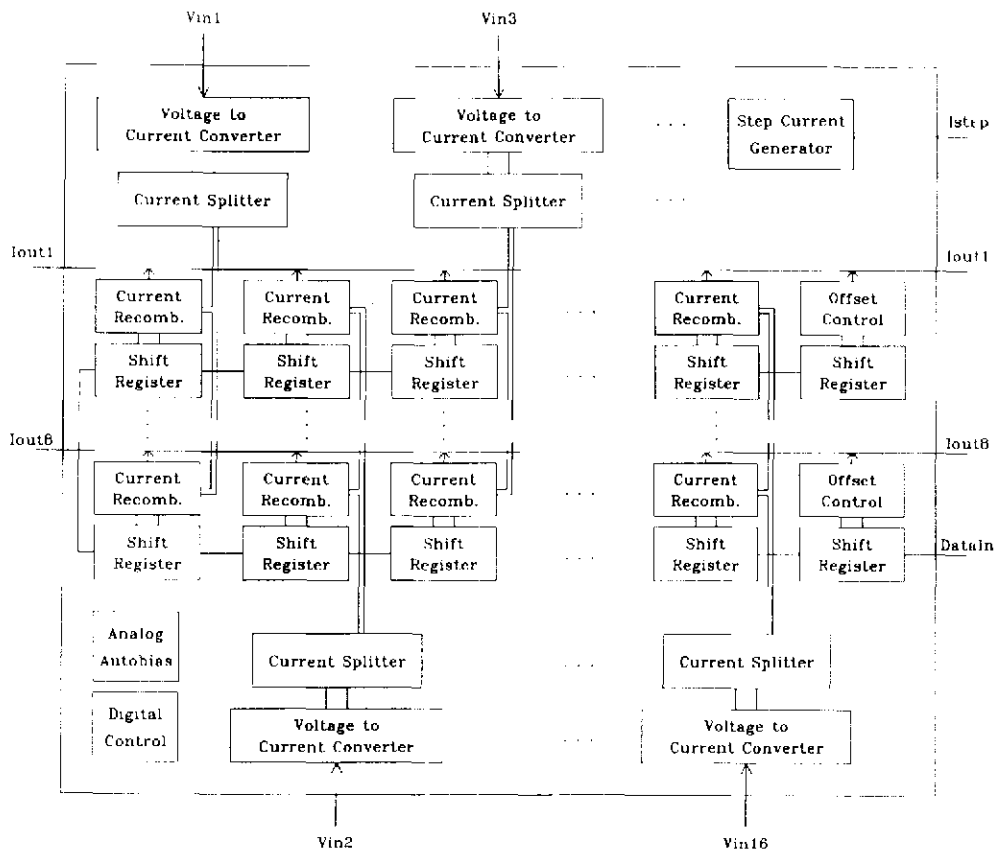 Vin1
Vin3
Voltage to
Current Converter
Voltage to
Current Converter
Step Current
Generator
Istep
Current Splitter
Current Splitter
Iout1
Iout1
Current
Recomb.
Current
Recomb.
Current
Recomb.
Current
Recomb.
Offset
Control
Shift
Register
Shift
Register
Shift
Register
Shift
Register
Shift
Register
Iout8
Iout8
Current
Recomb.
Current
Recomb.
Current
Recomb.
Current
Recomb.
Offset
Control
Shift
Register
Shift
Register
Shift
Register
Shift
Register
Shift
Register
DataIn
Analog
Autobias
Current Splitter
Current Splitter
Digital
Control
Voltage to
Current Converter
Voltage to
Current Converter
Vin2
Vin16